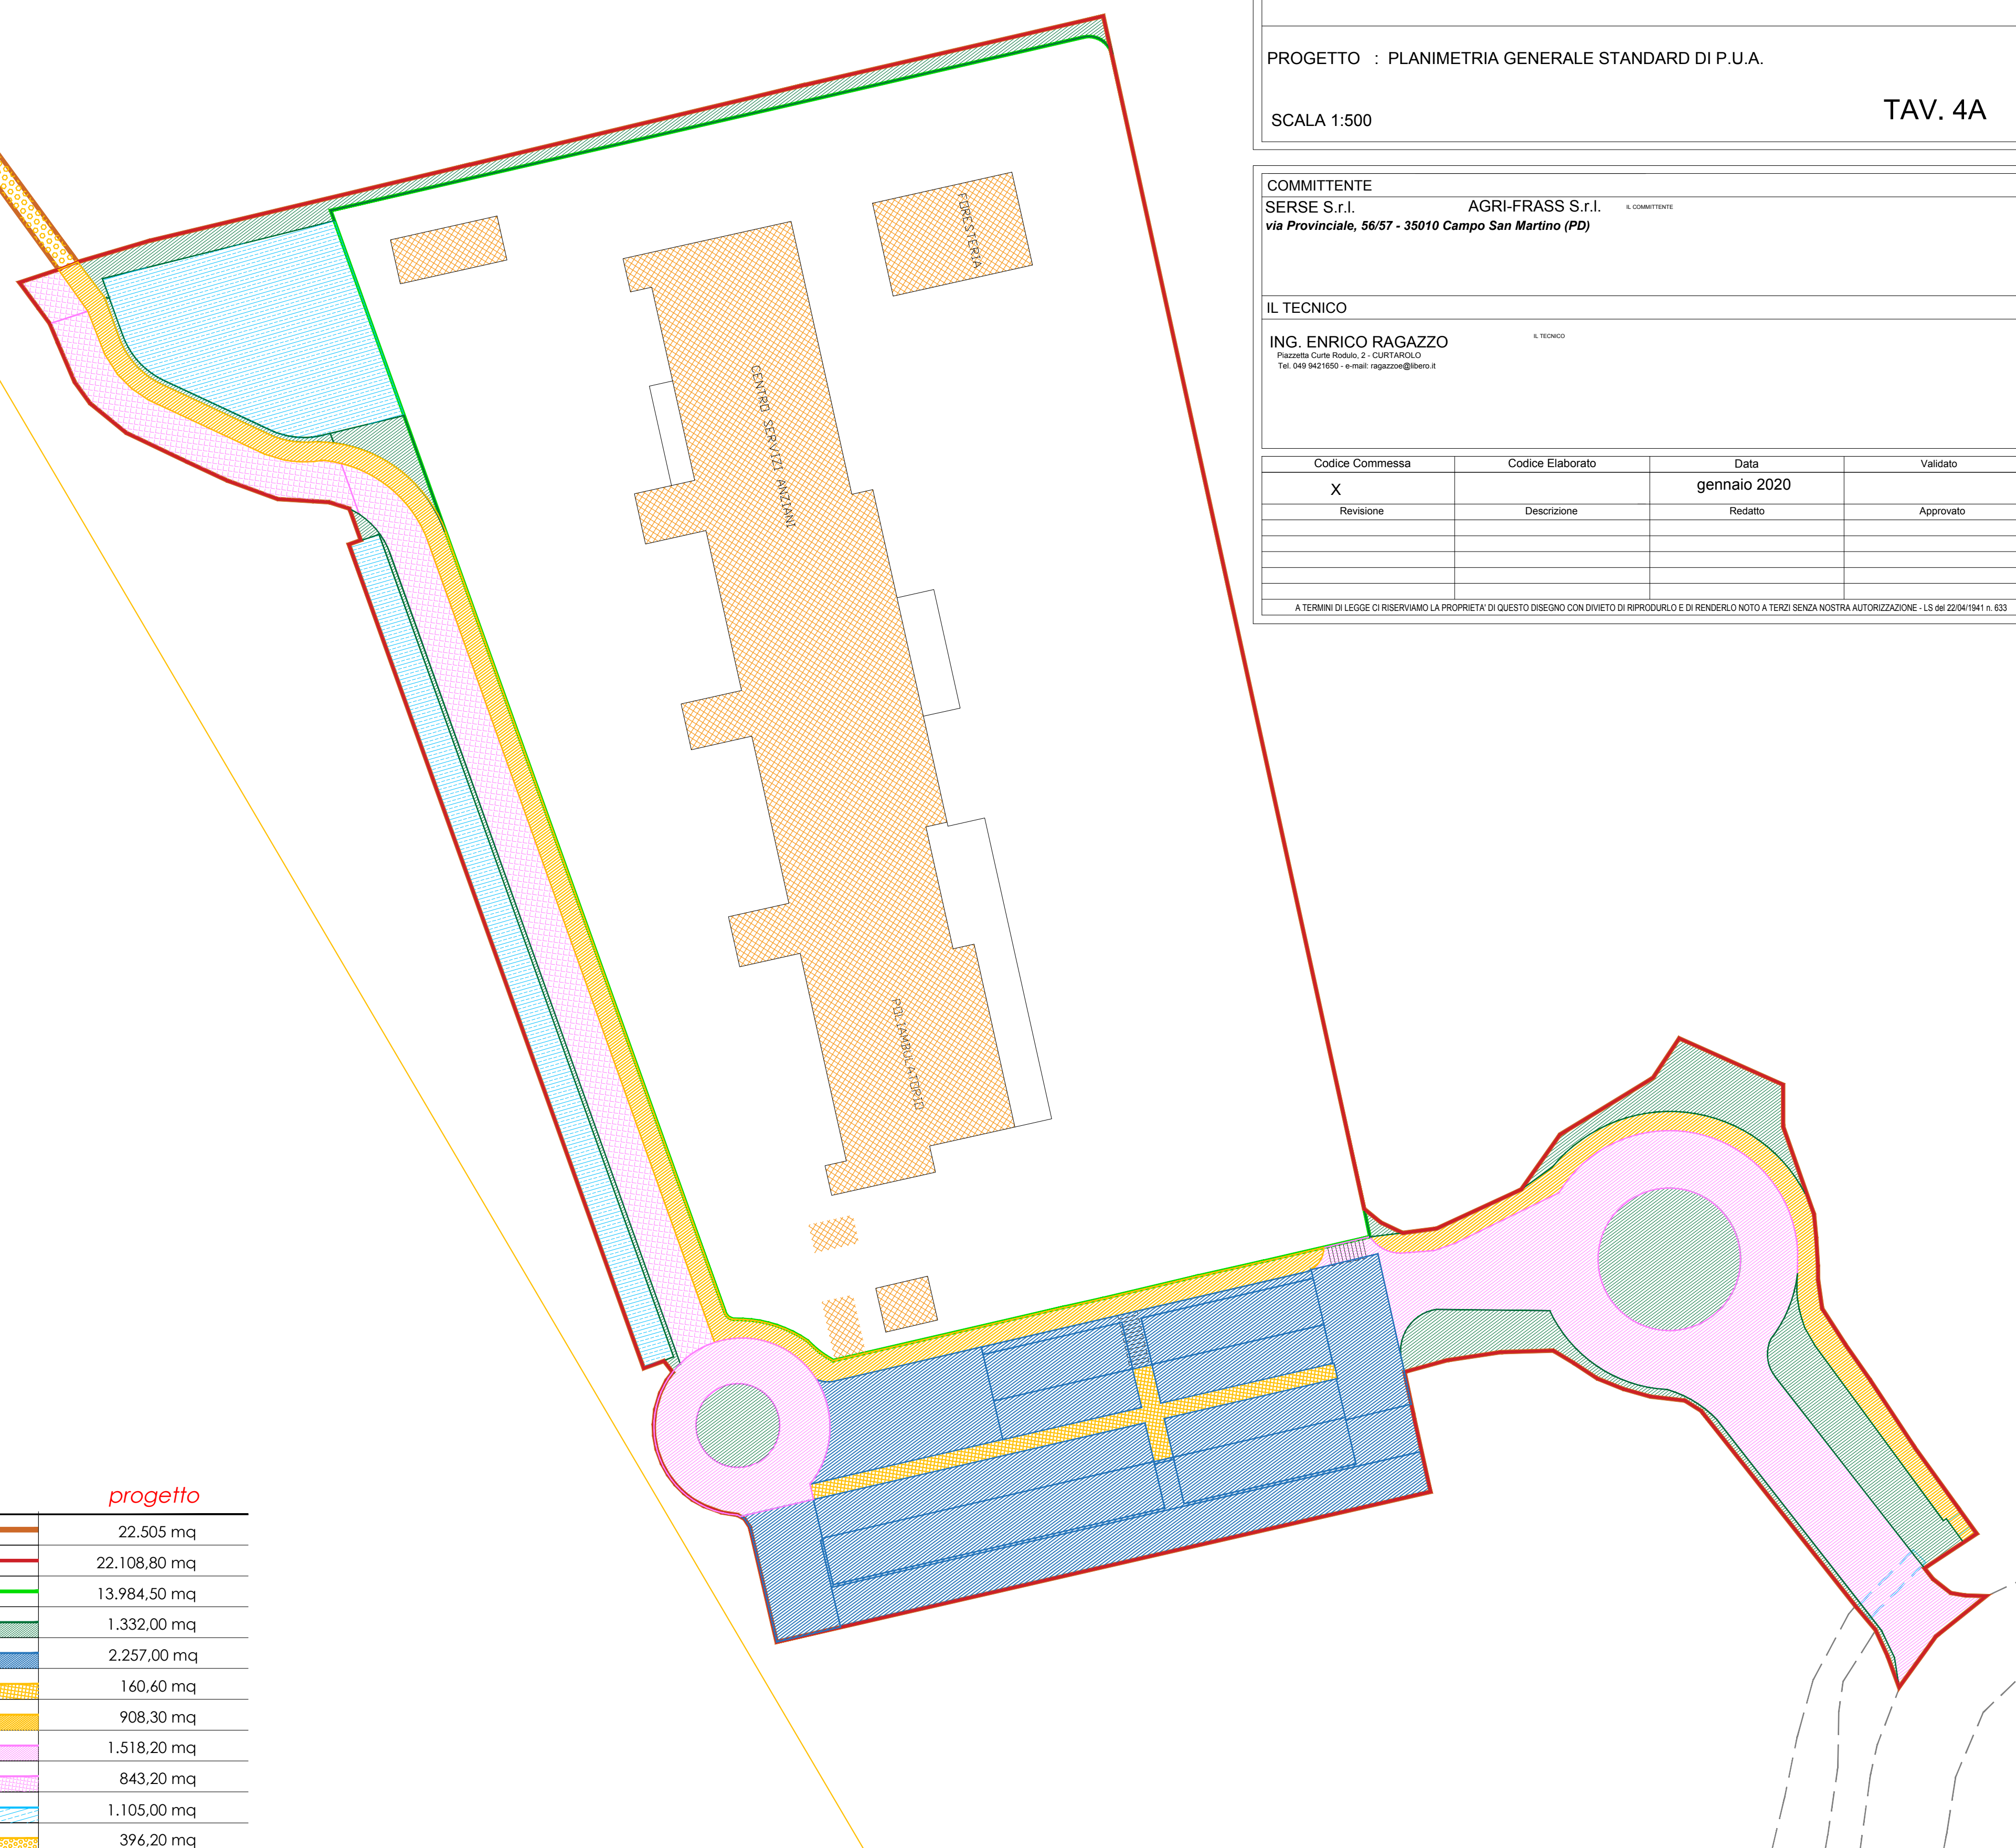 PROGETTO : PLANIMETRIA GENERALE STANDARD DI P.U.A.
SCALA 1:500
TAV. 4A
COMMITTENTE
SERSE S.r.l. AGRI-FRASS S.r.l. IL COMMITTENTE
via Provinciale, 56/57 - 35010 Campo San Martino (PD)
IL TECNICO
ING. ENRICO RAGAZZO IL TECNICO
Piazzetta Curte Rodulo, 2 - CURTAROLO
Tel. 049 9421650 - e-mail: ragazzoe@libero.it
Codice Commessa Codice Elaborato Data Validato
X gennaio 2020
Revisione Descrizione Redatto Approvato
A TERMINI DI LEGGE CI RISERVIAMO LA PROPRIETA' DI QUESTO DISEGNO CON DIVIETO DI RIPRODURLO E DI RENDERLO NOTO A TERZI SENZA NOSTRA AUTORIZZAZIONE - LS del 22/04/1941 n. 633
FORESTERIA
CENTRO SERVIZI ANZIANI
POLIAMBULATORIO
progetto
22.505 mq
22.108,80 mq
13.984,50 mq
1.332,00 mq
2.257,00 mq
160,60 mq
908,30 mq
1.518,20 mq
843,20 mq
1.105,00 mq
396,20 mq